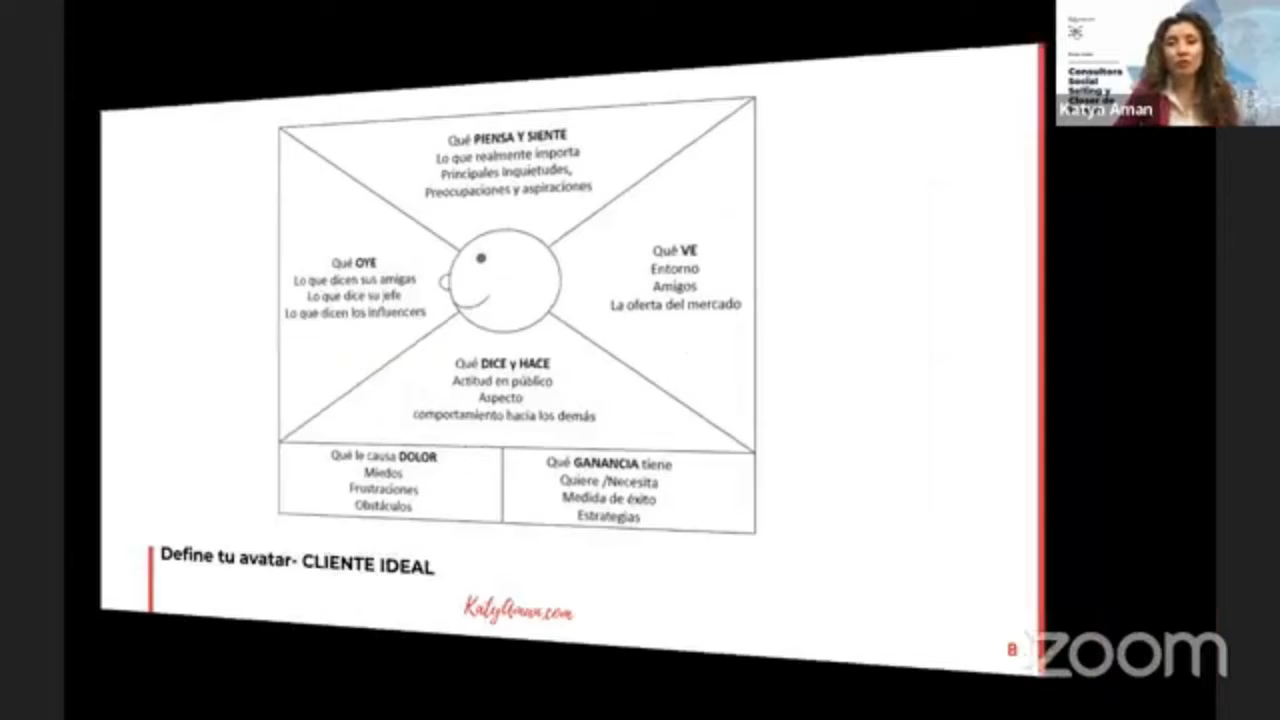 Qué PIENSA Y SIENTE
Lo que realmente importa
Principales Inquietudes,
Preocupaciones y aspiraciones
Qué OYE
Lo que dicen sus amigas
Lo que dice su jefe
Lo que dicen los influencers
Qué VE
Entorno
Amigos
La oferta del mercado
Qué DICE y HACE
Actitud en público
Aspecto
comportamiento hacia los demás
Qué le causa DOLOR
Miedos
Frustraciones
Obstáculos
Qué GANANCIA tiene
Quiere /Necesita
Medida de éxito
Estrategias
Define tu avatar- CLIENTE IDEAL
KatyAman.com
8
zoom
Consultora
Social
Selling y
Closer de
Katya Aman